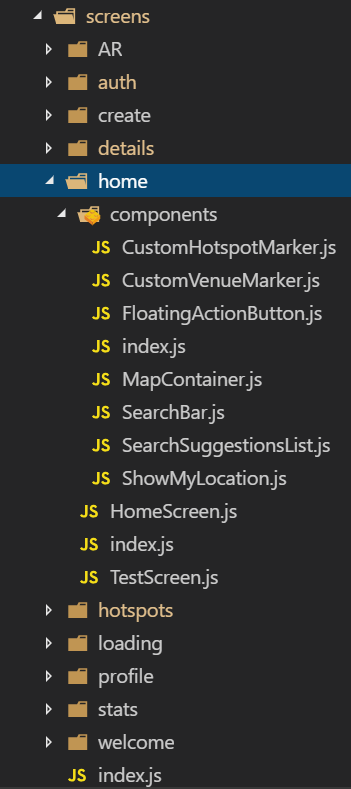 screens
AR
auth
create
details
home
components
JS CustomHotspotMarker.js
JS CustomVenueMarker.js
JS FloatingActionButton.js
JS index.js
JS MapContainer.js
JS SearchBar.js
JS SearchSuggestionsList.js
JS ShowMyLocation.js
JS HomeScreen.js
JS index.js
JS TestScreen.js
hotspots
loading
profile
stats
welcome
JS index.js